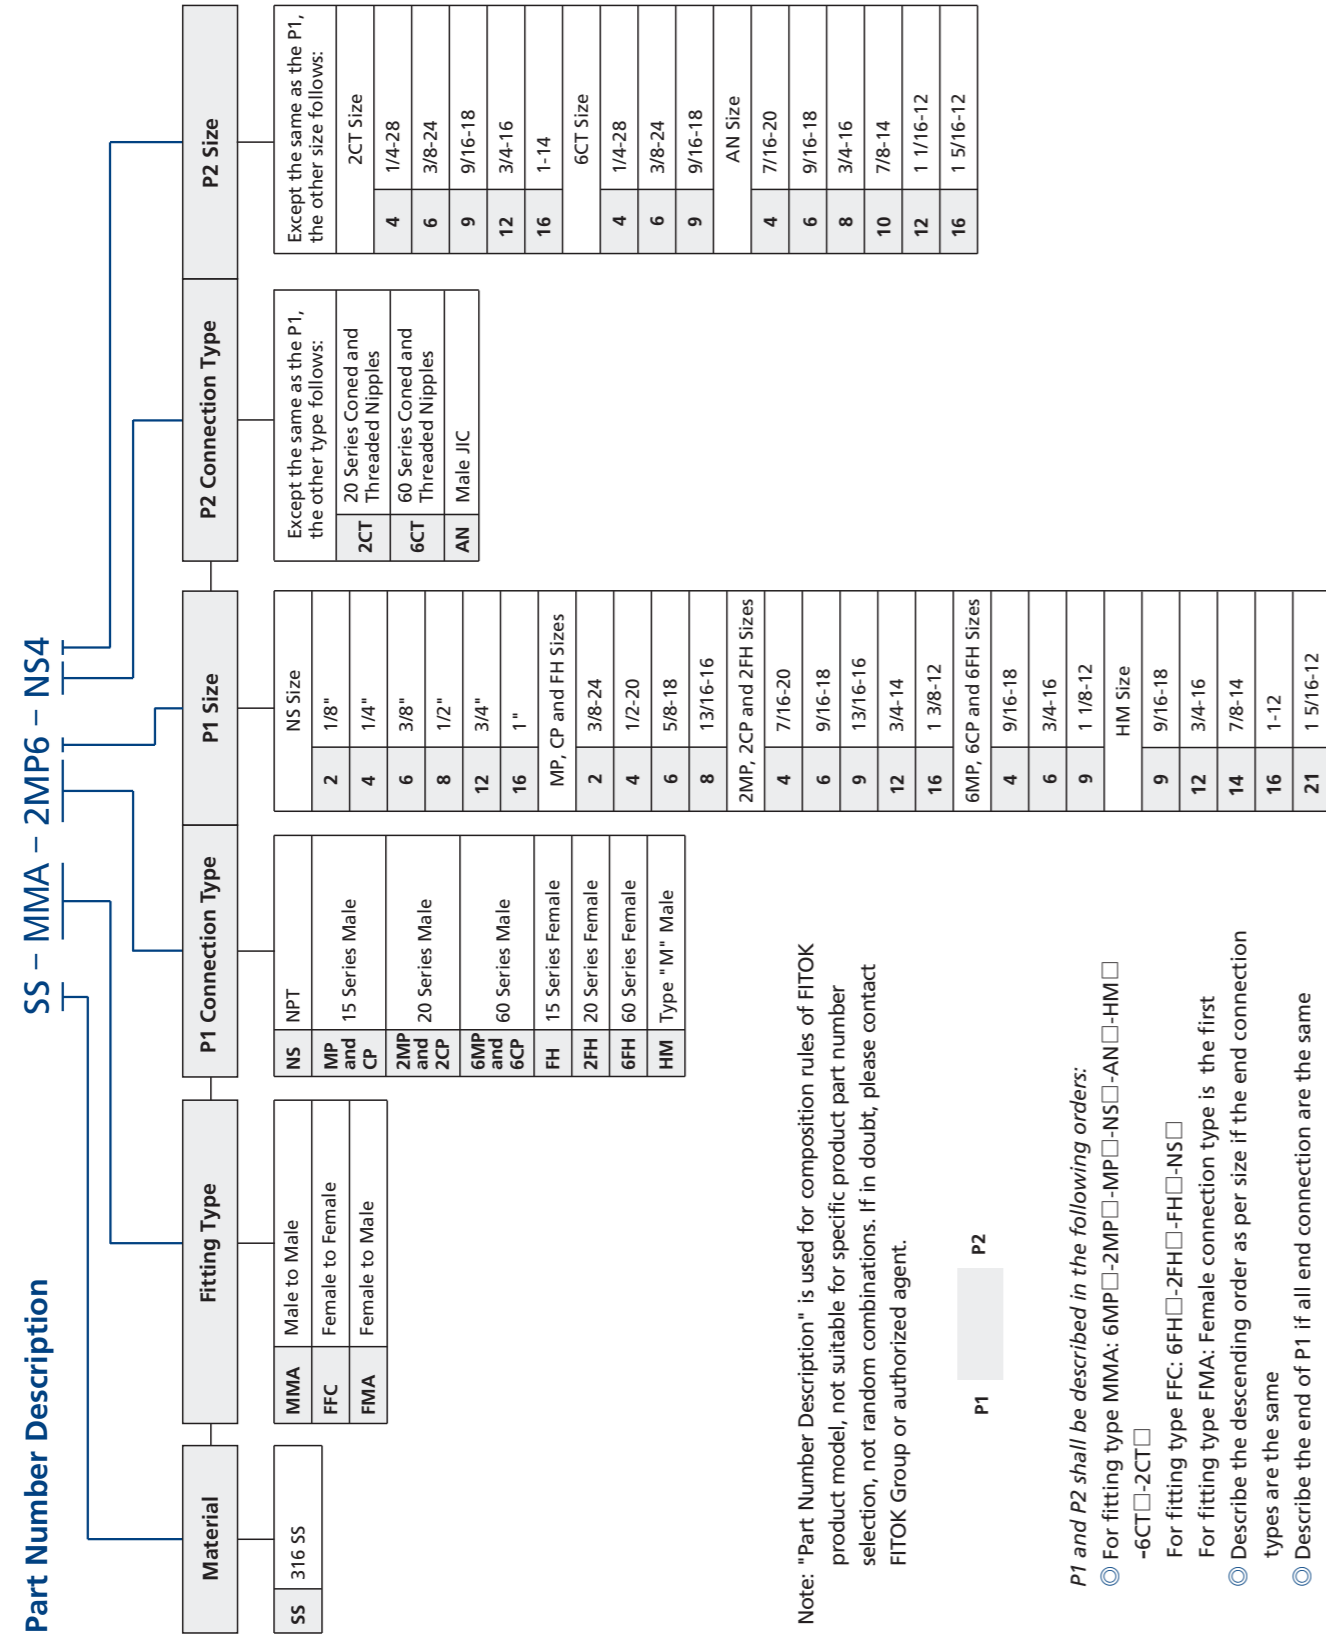 Part Number Description
SS – MMA – 2MP6 – NS4
Material
SS 316 SS
Fitting Type
MMA Male to Male
FFC Female to Female
FMA Female to Male
P1 Connection Type
NS NPT
MP
and
CP
15 Series Male
2MP
and
2CP
20 Series Male
6MP
and
6CP
60 Series Male
FH 15 Series Female
2FH 20 Series Female
6FH 60 Series Female
HM Type "M" Male
P1 Size
NS Size
2 1/8"
4 1/4"
6 3/8"
8 1/2"
12 3/4"
16 1"
MP, CP and FH Sizes
2 3/8-24
4 1/2-20
6 5/8-18
8 13/16-16
2MP, 2CP and 2FH Sizes
4 7/16-20
6 9/16-18
9 13/16-16
12 3/4-14
16 1 3/8-12
6MP, 6CP and 6FH Sizes
4 9/16-18
6 3/4-16
9 1 1/8-12
HM Size
9 9/16-18
12 3/4-16
14 7/8-14
16 1-12
21 1 5/16-12
P2 Connection Type
Except the same as the P1,
the other type follows:
2CT 20 Series Coned and
Threaded Nipples
6CT 60 Series Coned and
Threaded Nipples
AN Male JIC
P2 Size
Except the same as the P1,
the other size follows:
2CT Size
4 1/4-28
6 3/8-24
9 9/16-18
12 3/4-16
16 1-14
6CT Size
4 1/4-28
6 3/8-24
9 9/16-18
AN Size
4 7/16-20
6 9/16-18
8 3/4-16
10 7/8-14
12 1 1/16-12
16 1 5/16-12
Note: "Part Number Description" is used for composition rules of FITOK
product model, not suitable for specific product part number
selection, not random combinations. If in doubt, please contact
FITOK Group or authorized agent.
P1 P2
P1 and P2 shall be described in the following orders:
◎ For fitting type MMA: 6MP□-2MP□-MP□-NS□-AN□-HM□
-6CT□-2CT□
For fitting type FFC: 6FH□-2FH□-FH□-NS□
For fitting type FMA: Female connection type is the first
◎ Describe the descending order as per size if the end connection
types are the same
◎ Describe the end of P1 if all end connection are the same